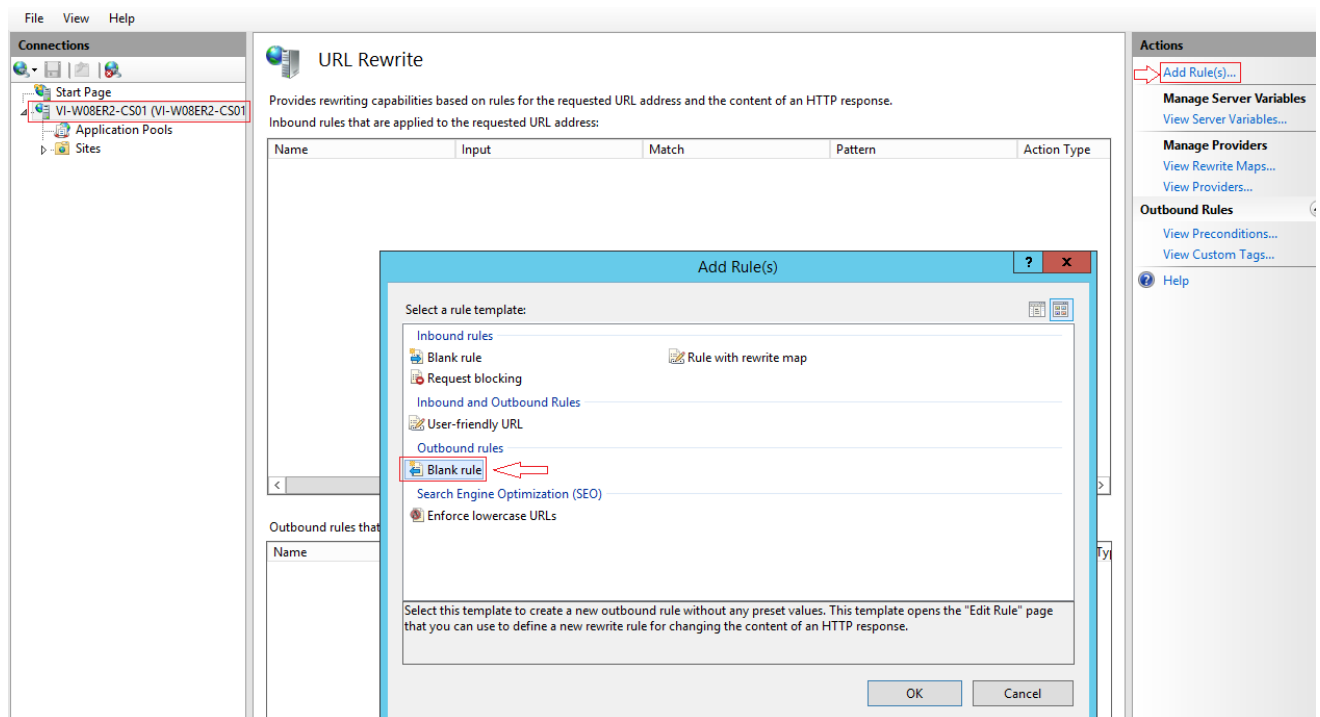 File View Help
Connections
Start Page
VI-W08ER2-CS01 (VI-W08ER2-CS01
Application Pools
Sites
URL Rewrite
Provides rewriting capabilities based on rules for the requested URL address and the content of an HTTP response.
Inbound rules that are applied to the requested URL address:
Name Input Match Pattern Action Type
Add Rule(s)
? x
Select a rule template:
Inbound rules
Blank rule Rule with rewrite map
Request blocking
Inbound and Outbound Rules
User-friendly URL
Outbound rules
Blank rule
Search Engine Optimization (SEO)
Enforce lowercase URLs
Select this template to create a new outbound rule without any preset values. This template opens the "Edit Rule" page
that you can use to define a new rewrite rule for changing the content of an HTTP response.
OK Cancel
Outbound rules that
Name Ty
Actions
Add Rule(s)...
Manage Server Variables
View Server Variables...
Manage Providers
View Rewrite Maps...
View Providers...
Outbound Rules
View Preconditions...
View Custom Tags...
Help